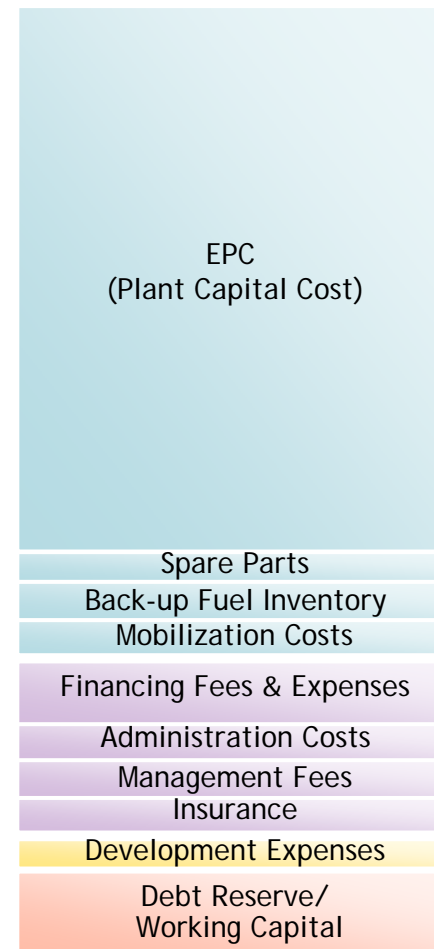 EPC
(Plant Capital Cost)
Spare Parts
Back-up Fuel Inventory
Mobilization Costs
Financing Fees & Expenses
Administration Costs
Management Fees
Insurance
Development Expenses
Debt Reserve/
Working Capital